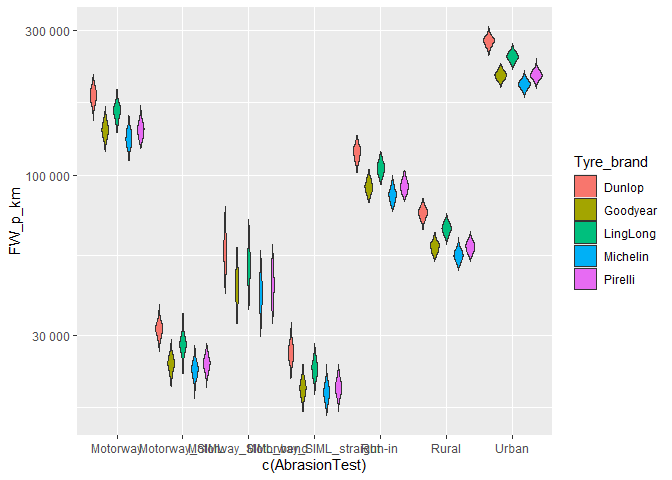 300 000
100 000
30 000
FW_p_km
Motorway
Run-in
Rural
Urban
c(AbrasionTest)
Tyre_brand
Dunlop
Goodyear
LingLong
Michelin
Pirelli